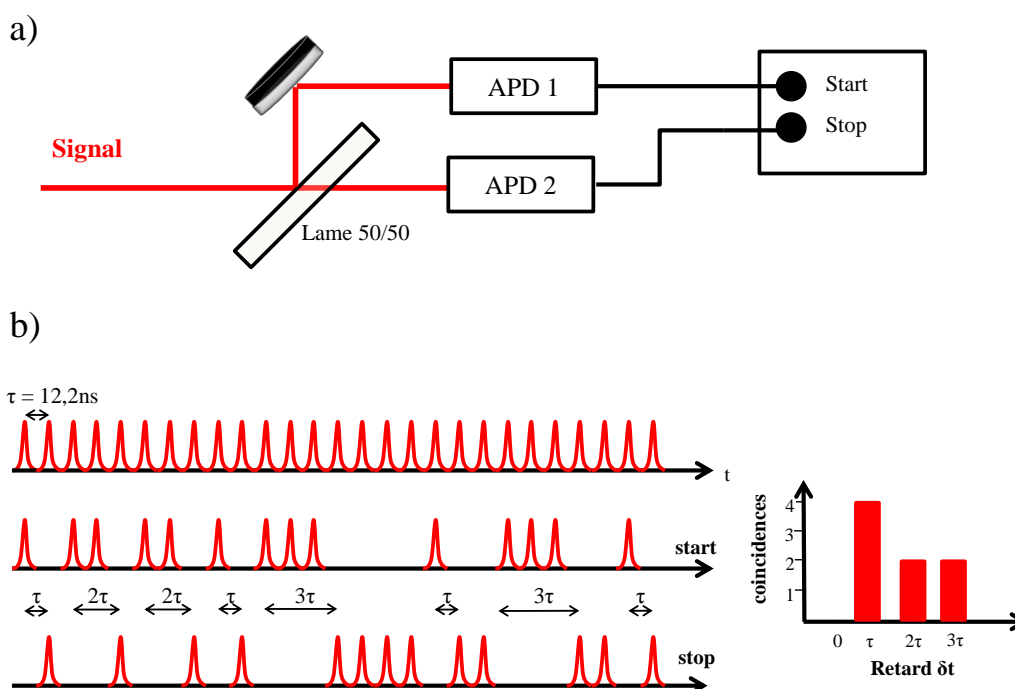 a)
APD 1
Start
Stop
Signal
APD 2
Lame 50/50
b)
τ = 12,2ns
t
start
τ 2τ 2τ τ 3τ τ 3τ τ
stop
coincidences
4
3
2
1
0 τ 2τ 3τ
Retard δt